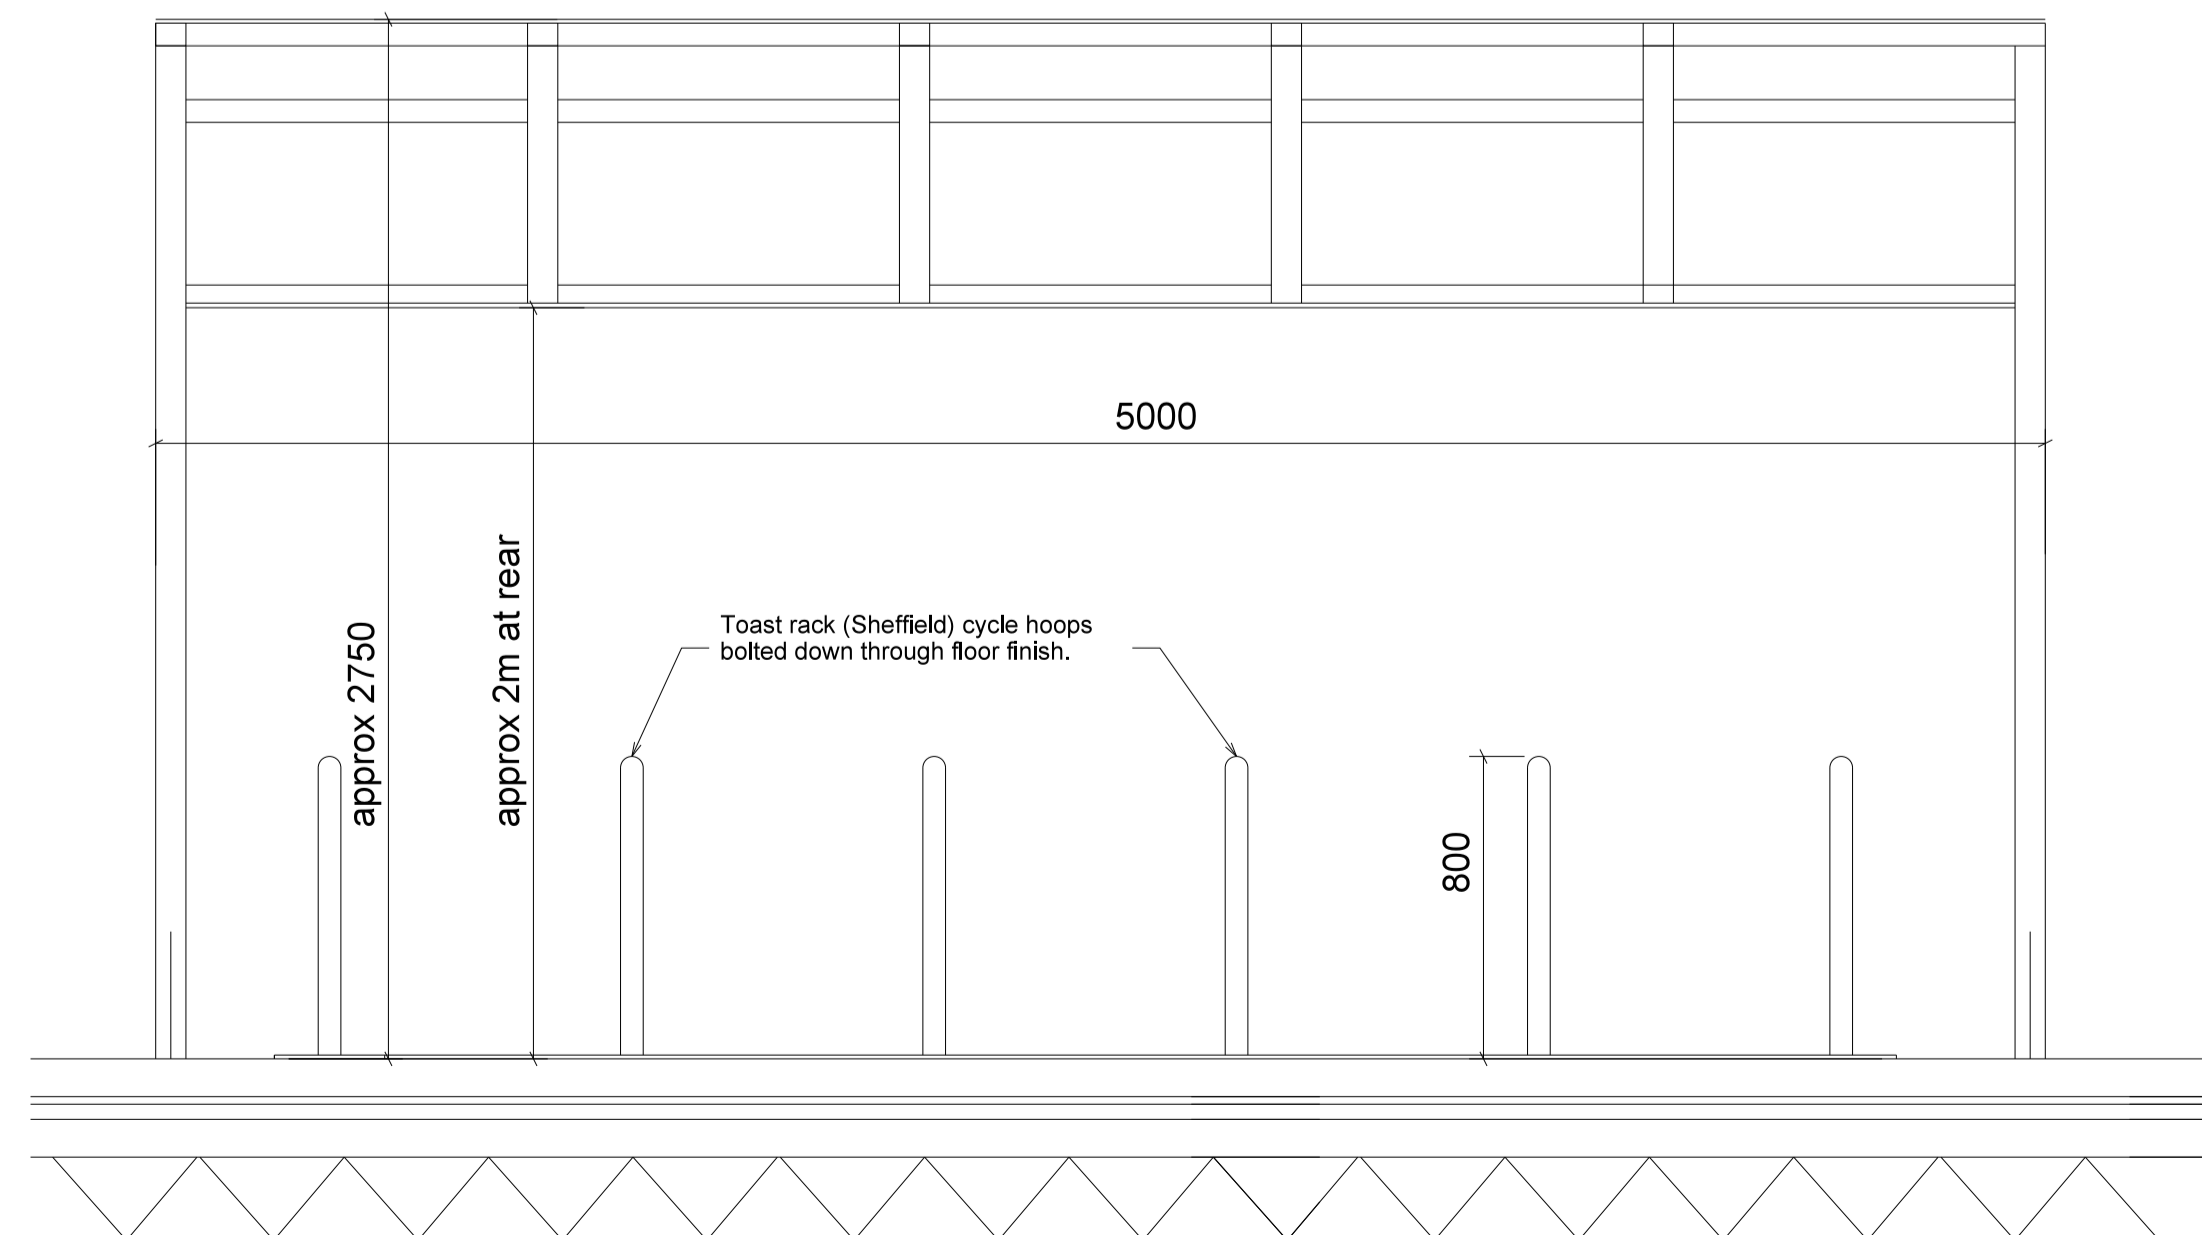 5000
approx 2750
approx 2m at rear
Toast rack (Sheffield) cycle hoops
bolted down through floor finish.
800